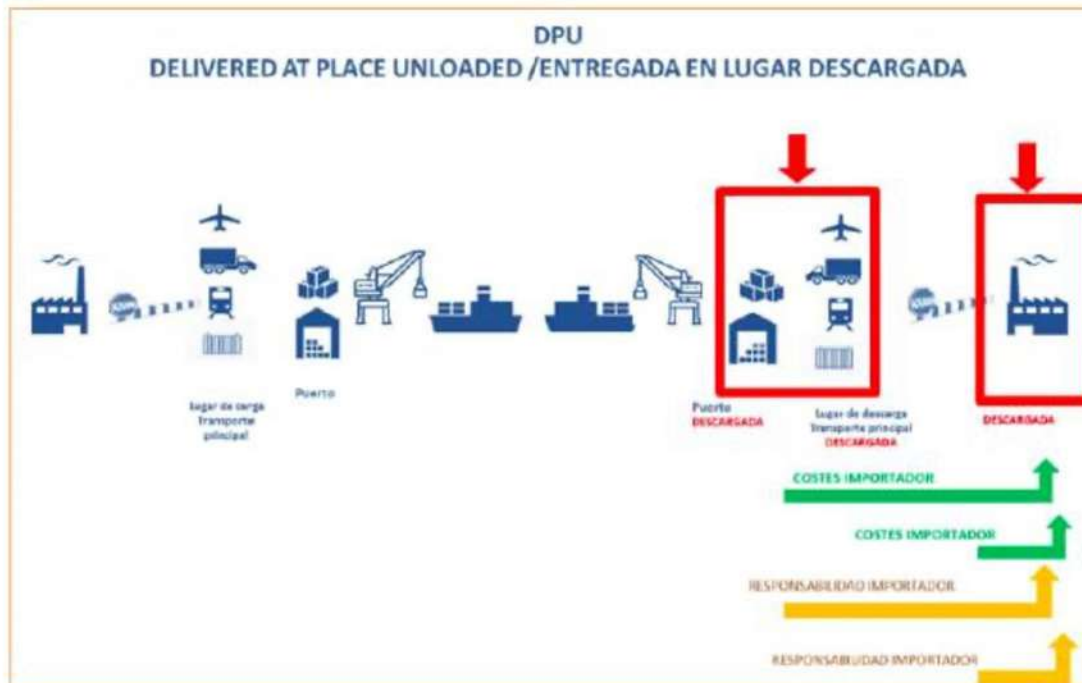 DPU
DELIVERED AT PLACE UNLOADED /ENTREGADA EN LUGAR DESCARGADA
Lugar de carga
Transporte
principal
Puerto
Puerto
DESCARGADA
Lugar de descarga
Transporte principal
DESCARGADA
DESCARGADA
COSTES IMPORTADOR
COSTES IMPORTADOR
RESPONSABILIDAD IMPORTADOR
RESPONSABILIDAD IMPORTADOR